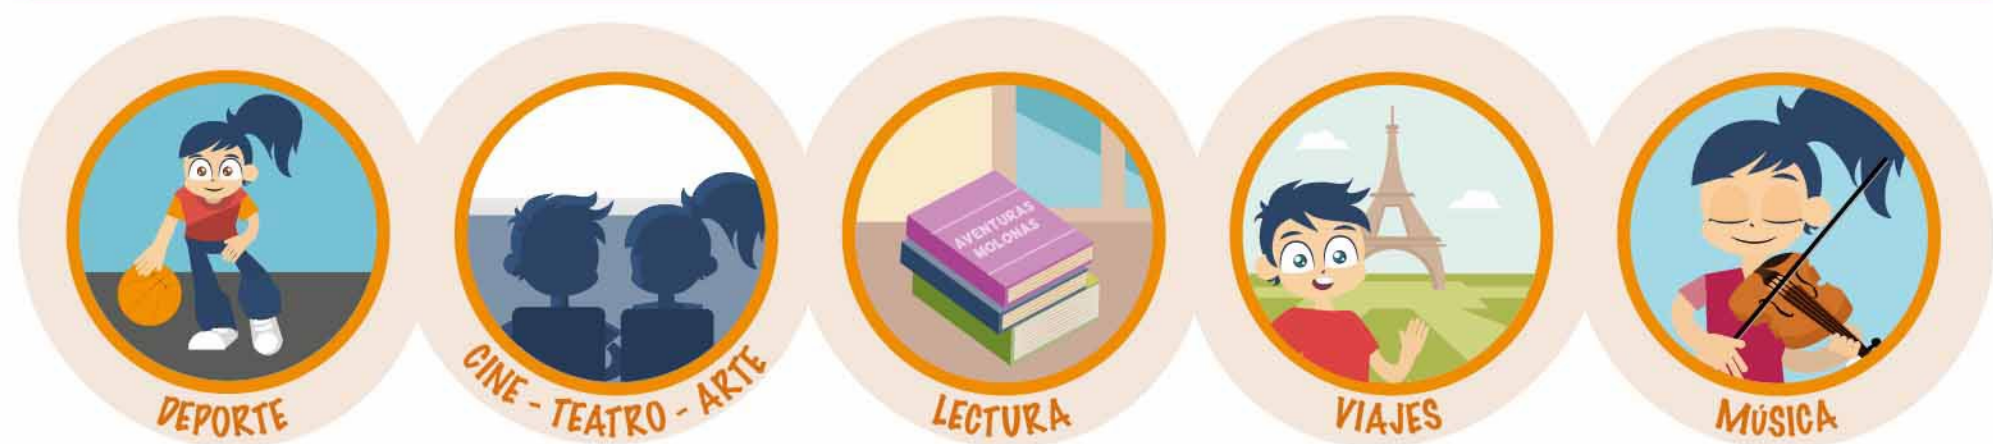 DEPORTE
CINE - TEATRO - ARTE
AVENTURAS
MOLONAS
LECTURA
VIAJES
MÚSICA